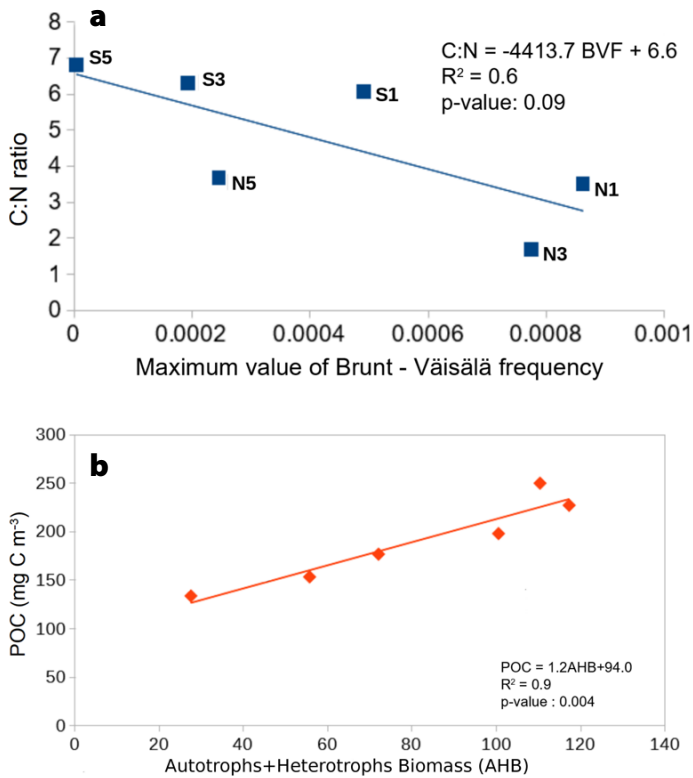 a
8
7
6
5
4
3
2
1
0
C:N ratio
S5
S3
S1
N5
N1
N3
C:N = -4413.7 BVF + 6.6
R² = 0.6
p-value: 0.09
0 0.0002 0.0004 0.0006 0.0008 0.001
Maximum value of Brunt - Väisälä frequency
b
300
250
200
150
100
50
0
POC (mg C m⁻³)
POC = 1.2AHB+94.0
R² = 0.9
p-value : 0.004
0 20 40 60 80 100 120 140
Autotrophs+Heterotrophs Biomass (AHB)